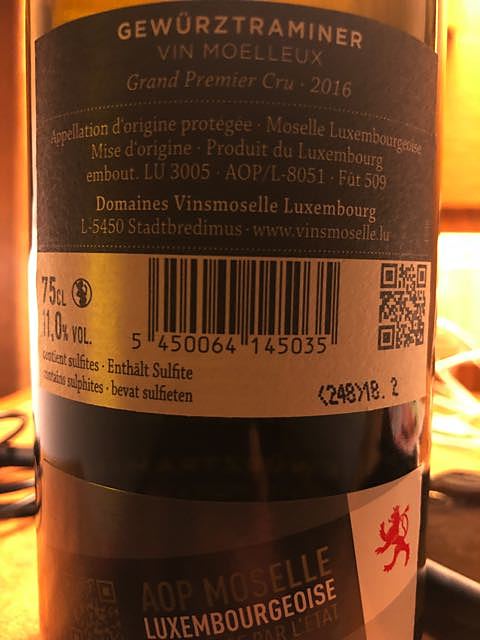 GEWÜRZTRAMINER
VIN MOELLEUX
Grand Premier Cru · 2016
Appellation d'origine protégée · Moselle Luxembourgeoise
Mise d'origine · Produit du Luxembourg
embout. LU 3005 · AOP/L-8051 · Fût 509
Domaines Vinsmoselle Luxembourg
L-5450 Stadtbredimus · www.vinsmoselle.lu
75CL
11,0% VOL.
5 450064 145035
contient sulfites · Enthält Sulfite
contains sulphites · bevat sulfieten
(248)18. 2
AOP MOSELLE
LUXEMBOURGEOISE
PAR L'ÉTAT